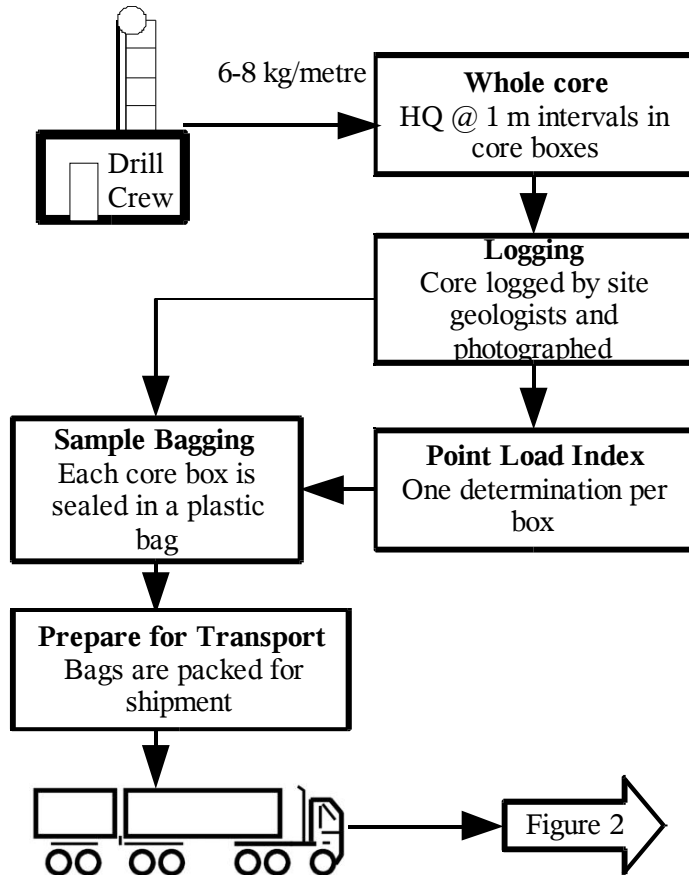 6-8 kg/metre
Drill
Crew
Whole core
HQ @ 1 m intervals in
core boxes
Logging
Core logged by site
geologists and
photographed
Sample Bagging
Each core box is
sealed in a plastic
bag
Point Load Index
One determination per
box
Prepare for Transport
Bags are packed for
shipment
Figure 2